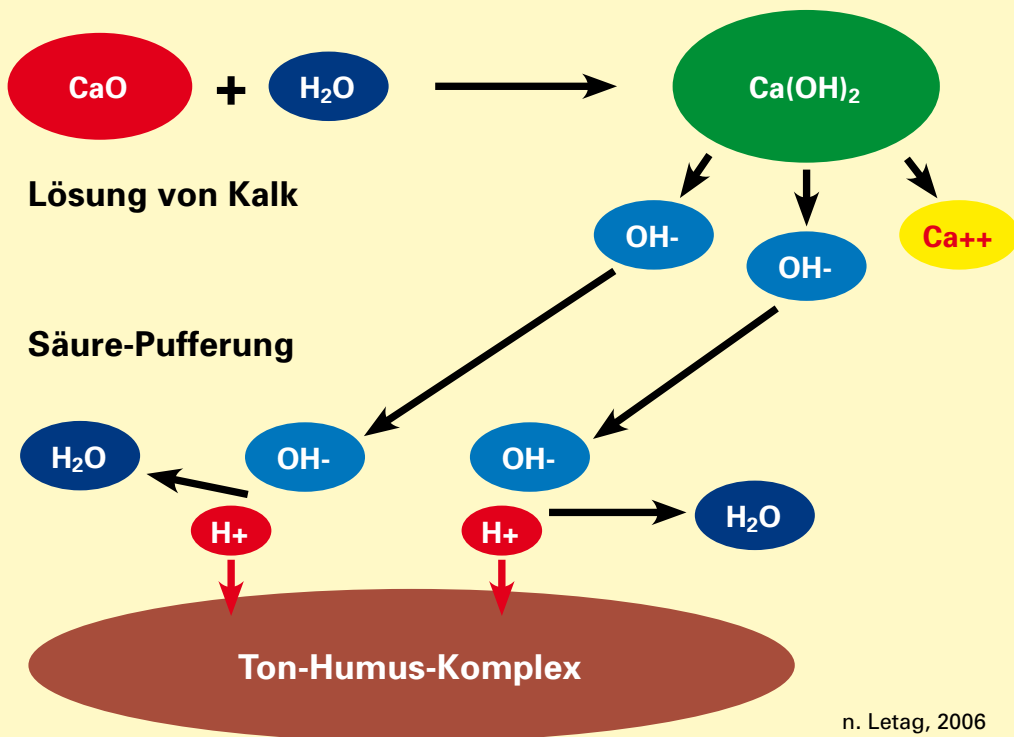 CaO + H₂O Ca(OH)₂
Lösung von Kalk
OH- Ca++
OH-
Säure-Pufferung
H₂O OH- OH-
H₂O
H+ H+
Ton-Humus-Komplex
n. Letag, 2006